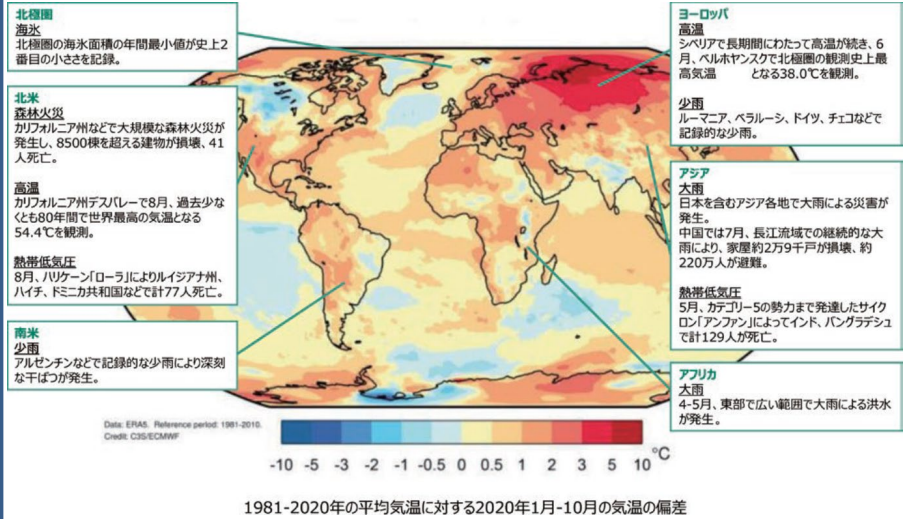 北極圏
海氷
北極圏の海氷面積の年間最小値が史上2
番目の小ささを記録。
北米
森林火災
カリフォルニア州などで大規模な森林火災が
発生し、8500棟を超える建物が損壊、41
人死亡。
高温
カリフォルニア州デスバレーで8月、過去少な
くとも80年間で世界最高の気温となる
54.4℃を観測。
熱帯低気圧
8月、ハリケーン「ローラ」によりルイジアナ州、
ハイチ、ドミニカ共和国などで計77人死亡。
南米
少雨
アルゼンチンなどで記録的な少雨により深刻
な干ばつが発生。
ヨーロッパ
高温
シベリアで長期間にわたって高温が続き、6
月、ベルホヤンスクで北極圏の観測史上最
高気温 となる38.0℃を観測。
少雨
ルーマニア、ベラルーシ、ドイツ、チェコなどで
記録的な少雨。
アジア
大雨
日本を含むアジア各地で大雨による災害が
発生。
中国では7月、長江流域での継続的な大
雨により、家屋約2万9千戸が損壊、約
220万人が避難。
熱帯低気圧
5月、カテゴリー5の勢力まで発達したサイク
ロン「アンファン」によってインド、バングラデシュ
で計129人が死亡。
アフリカ
大雨
4-5月、東部で広い範囲で大雨による洪水
が発生。
Data: ERA5. Reference period: 1981-2010.
Credit: C3S/ECMWF
-10 -5 -3 -2 -1 -0.5 0 0.5 1 2 3 5 10 °C
1981-2020年の平均気温に対する2020年1月-10月の気温の偏差